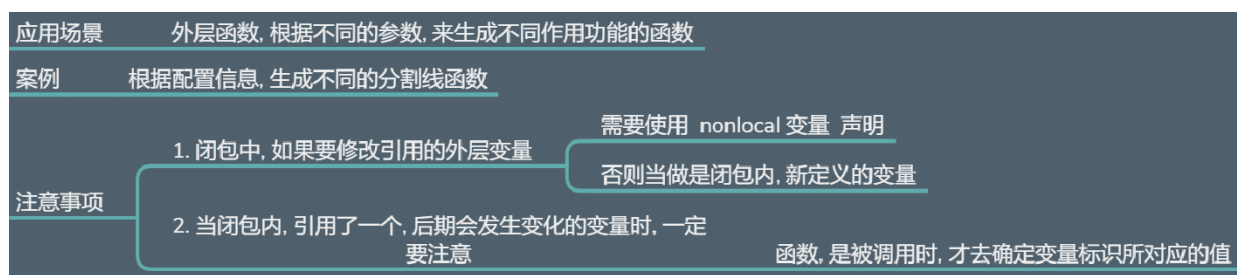 应用场景 外层函数, 根据不同的参数, 来生成不同作用功能的函数
案例 根据配置信息, 生成不同的分割线函数
需要使用 nonlocal 变量 声明
1. 闭包中, 如果要修改引用的外层变量
否则当做是闭包内, 新定义的变量
注意事项
2. 当闭包内, 引用了一个, 后期会发生变化的变量时, 一定
要注意 函数, 是被调用时, 才去确定变量标识所对应的值